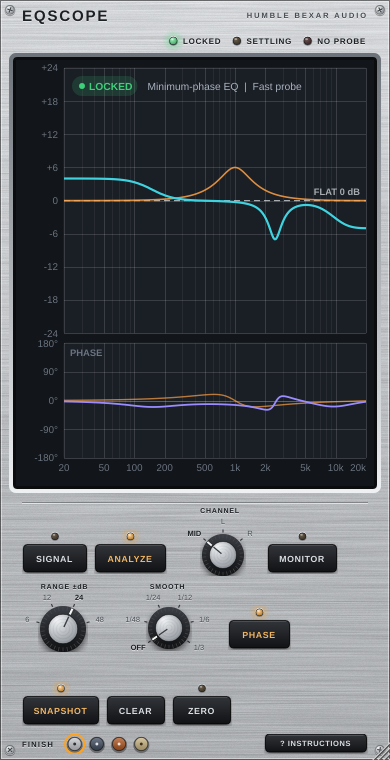 EQSCOPE
HUMBLE BEXAR AUDIO
LOCKED SETTLING NO PROBE
+24
LOCKED Minimum-phase EQ | Fast probe
+18
+12
+6
FLAT 0 dB
0
-6
-12
-18
-24
180°
PHASE
90°
0°
-90°
-180°
20 50 100 200 500 1k 2k 5k 10k 20k
CHANNEL
L
MID R
SIGNAL ANALYZE MONITOR
RANGE ±dB SMOOTH
12 24 1/24 1/12
6 48 1/48 1/6
PHASE
OFF 1/3
SNAPSHOT CLEAR ZERO
FINISH ? INSTRUCTIONS